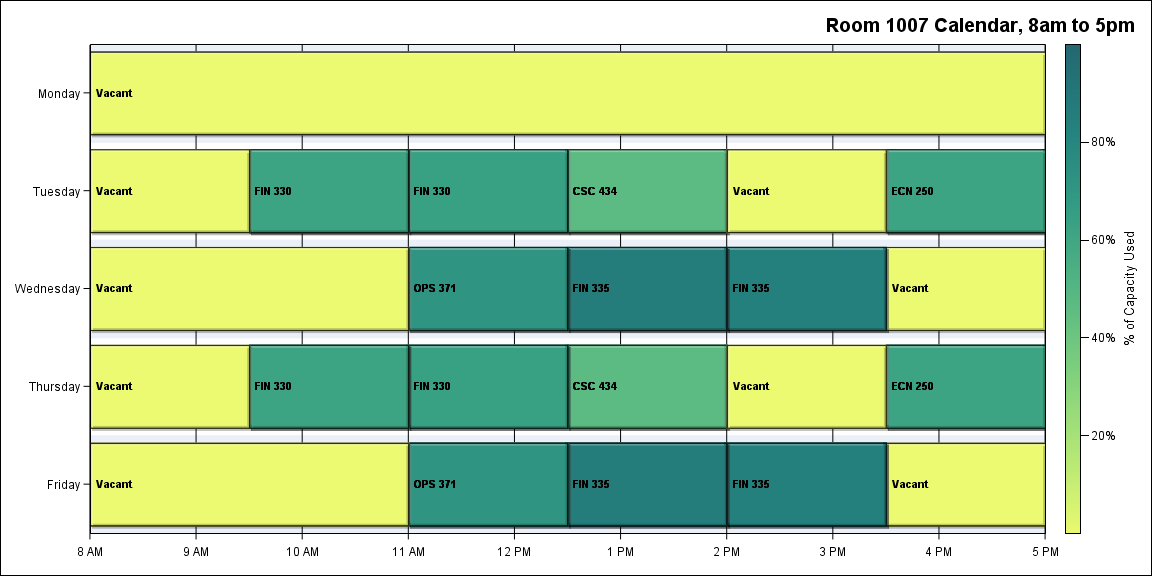 Room 1007 Calendar, 8am to 5pm
Monday
Vacant
Tuesday
Vacant
FIN 330
FIN 330
CSC 434
Vacant
ECN 250
Wednesday
Vacant
OPS 371
FIN 335
FIN 335
Vacant
Thursday
Vacant
FIN 330
FIN 330
CSC 434
Vacant
ECN 250
Friday
Vacant
OPS 371
FIN 335
FIN 335
Vacant
8 AM
9 AM
10 AM
11 AM
12 PM
1 PM
2 PM
3 PM
4 PM
5 PM
80%
60%
40%
20%
% of Capacity Used